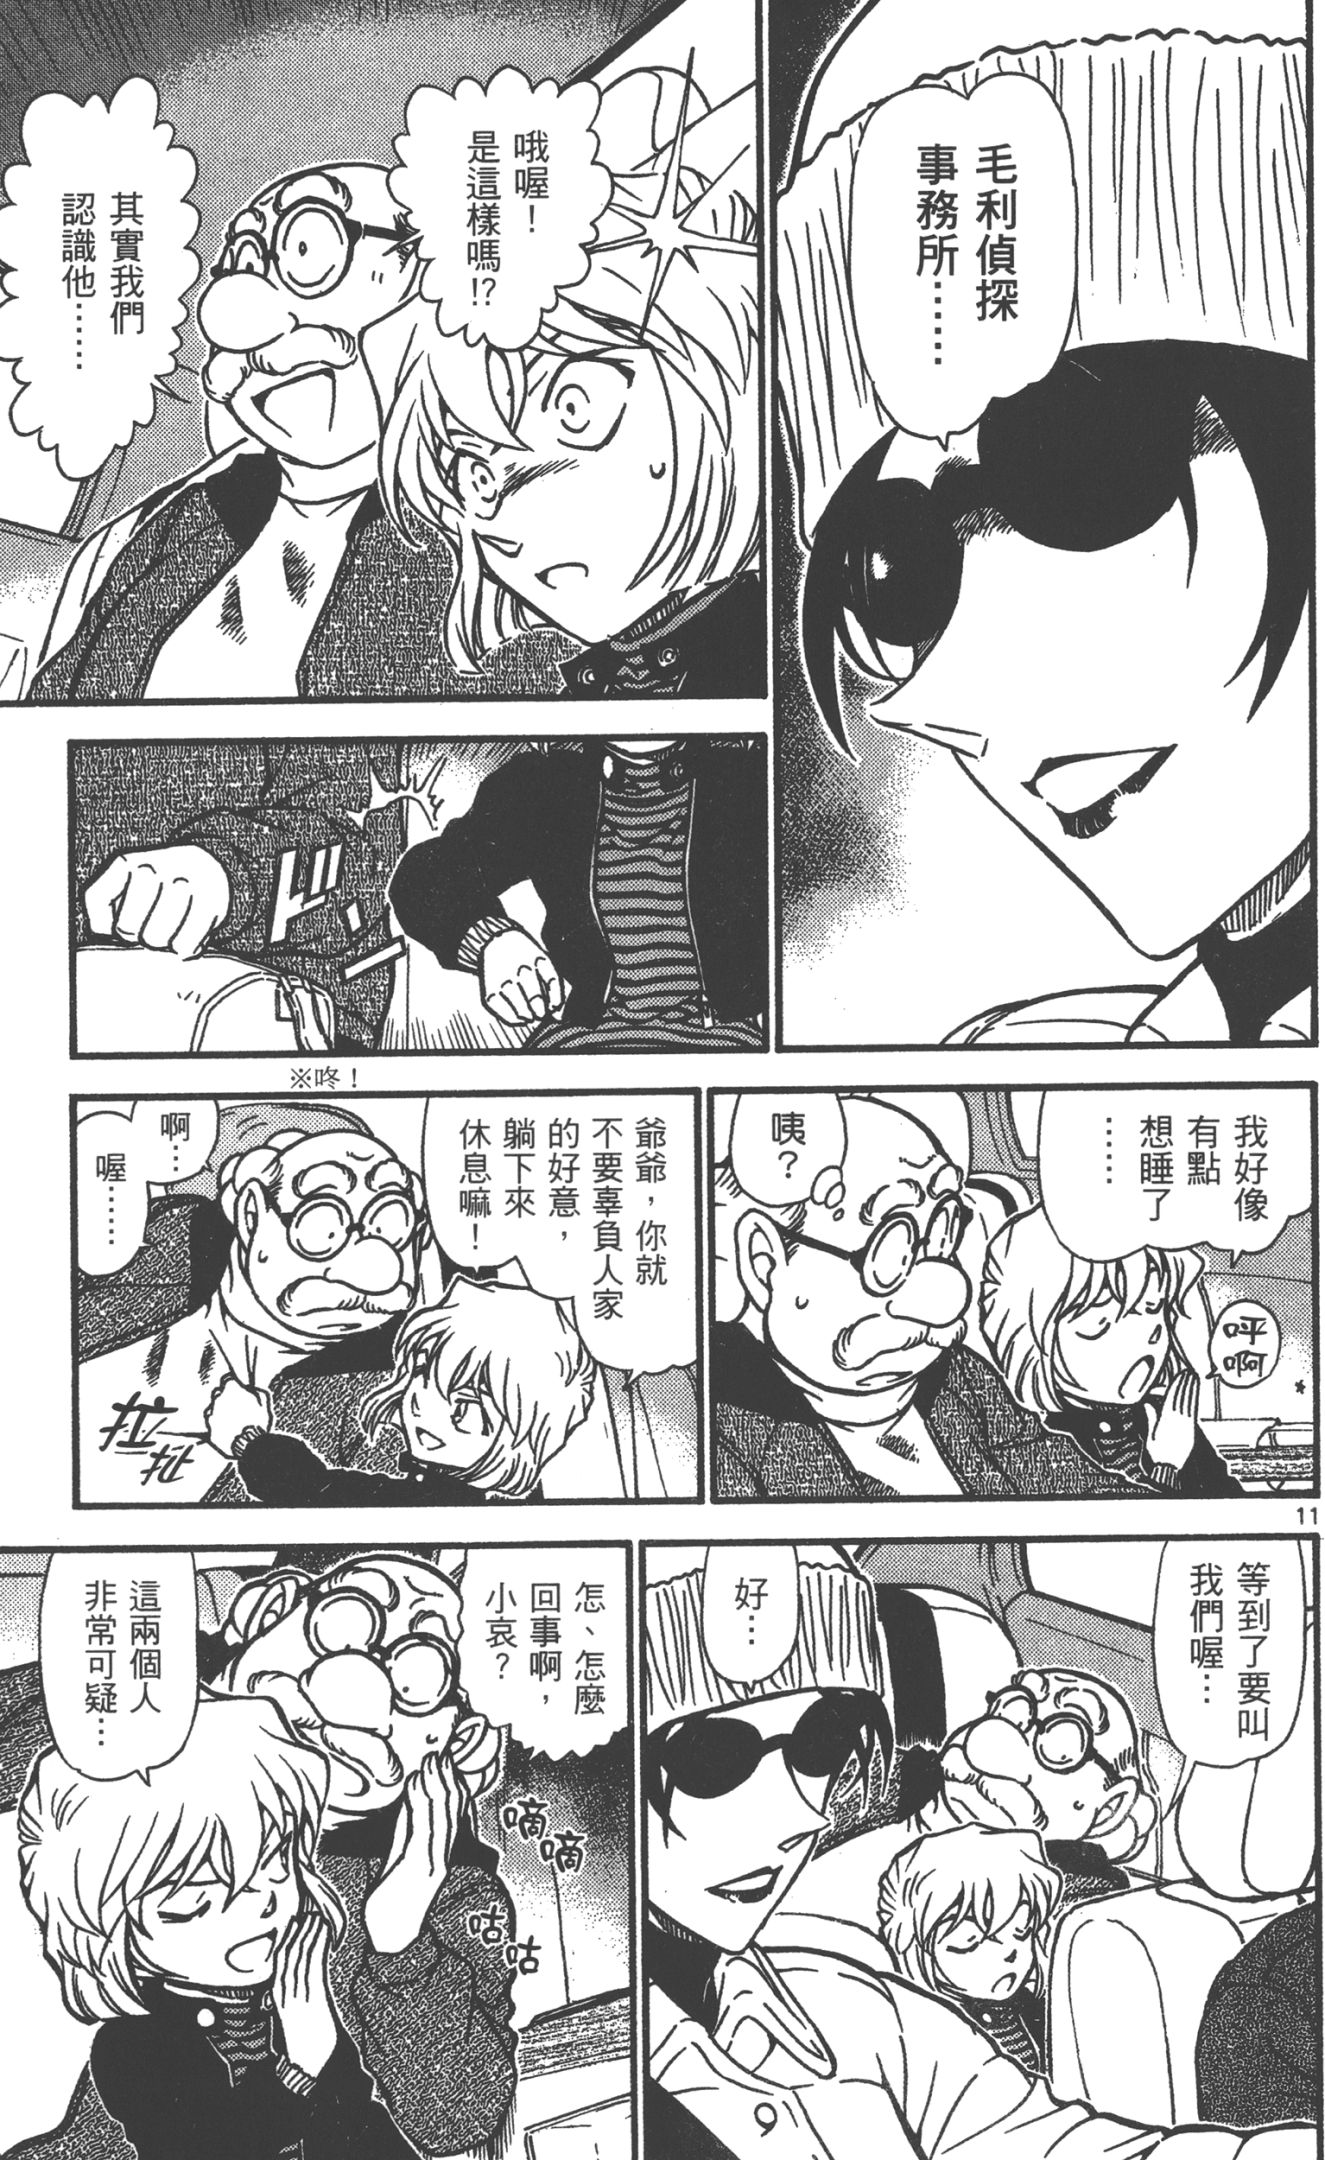 毛利偵探
事務所……
哦喔！
是這樣嗎!?
其實我們
認識他……
ドン
※咚！
我好像
有點
想睡了
……
呼啊
咦？
爺爺，你就
不要辜負人家
的好意，
躺下來
休息嘛！
啊…
喔……
拉拉
11
等到了要叫
我們喔…
好…
怎、怎麼
回事啊，
小哀？
嘀嘀
咕咕
這兩個人
非常可疑…